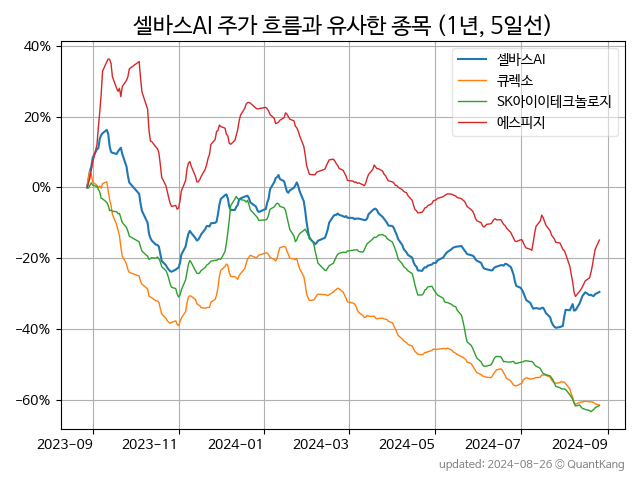 셀바스AI 주가 흐름과 유사한 종목 (1년, 5일선)
셀바스AI
큐렉소
SK아이이테크놀로지
에스피지
40%
20%
0%
−20%
−40%
−60%
2023-09 2023-11 2024-01 2024-03 2024-05 2024-07 2024-09
updated: 2024-08-26 © QuantKang